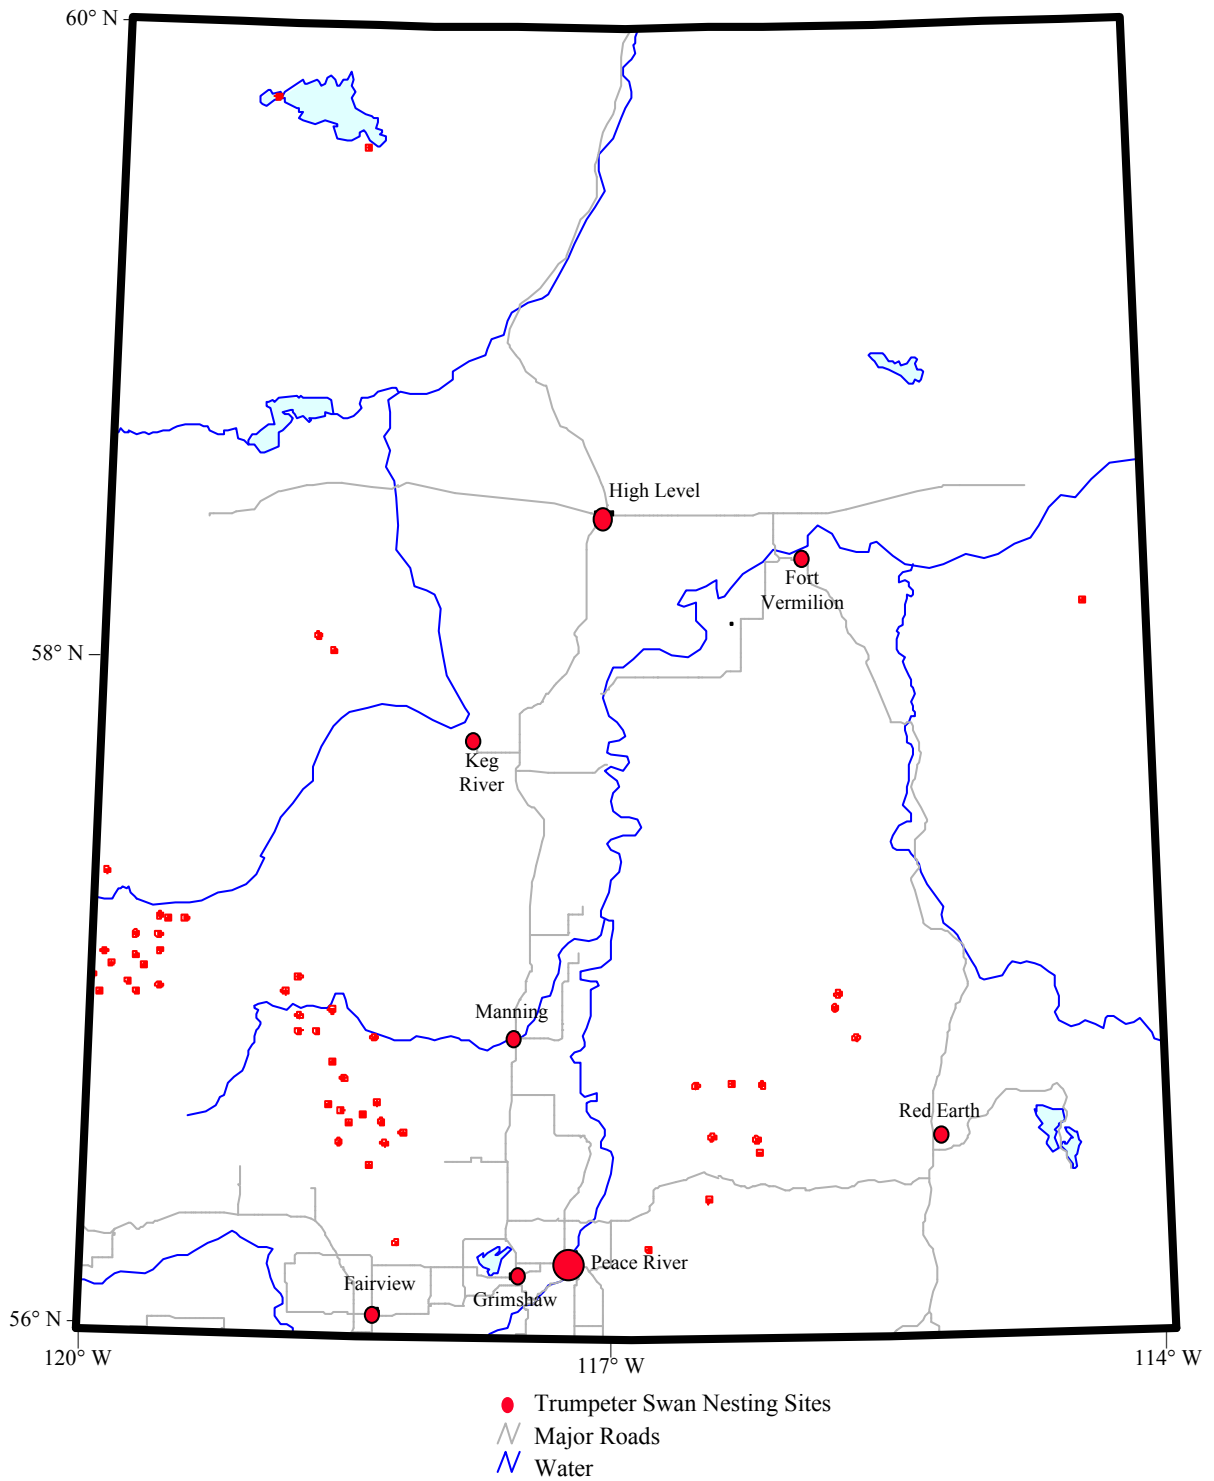 60° N
High Level
Fort
Vermilion
58° N
Keg
River
Manning
Red Earth
Peace River
Fairview
Grimshaw
56° N
120° W
117° W
114° W
Trumpeter Swan Nesting Sites
Major Roads
Water